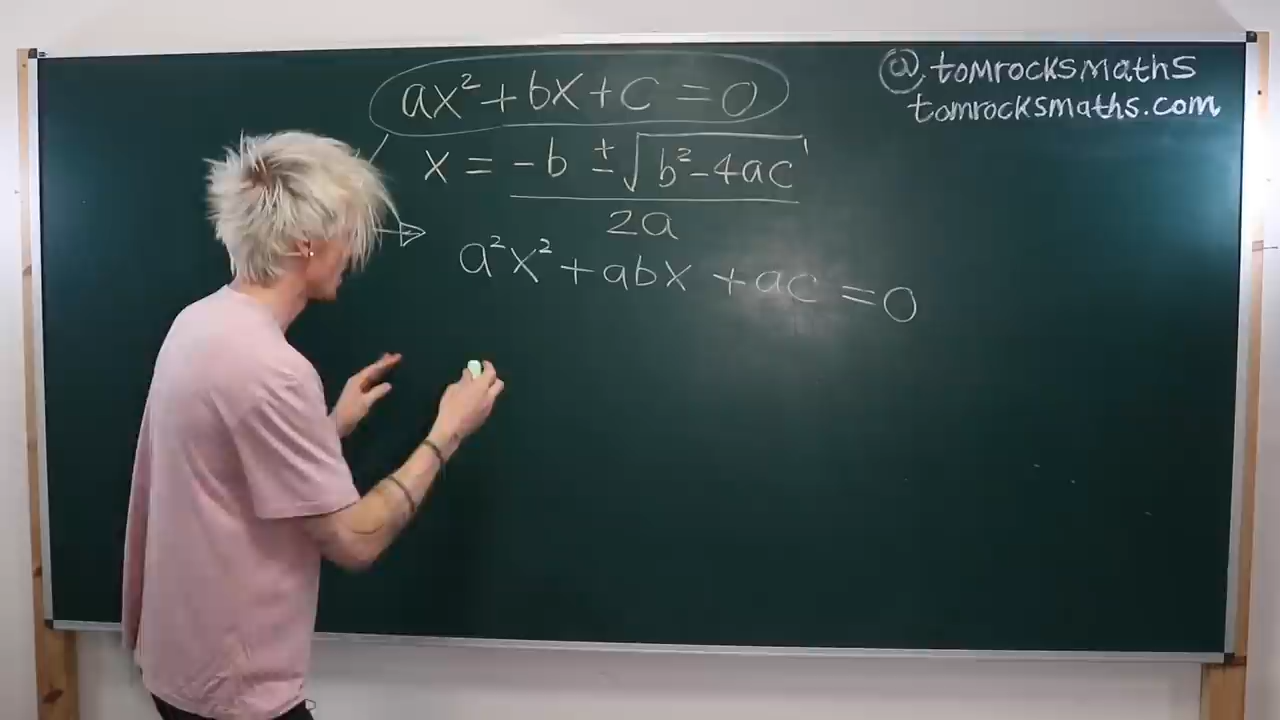 ax²+bx+c=0
x = -b ± √b²-4ac
2a
a²x²+abx+ac=0
@tomrocksmaths
tomrocksmaths.com